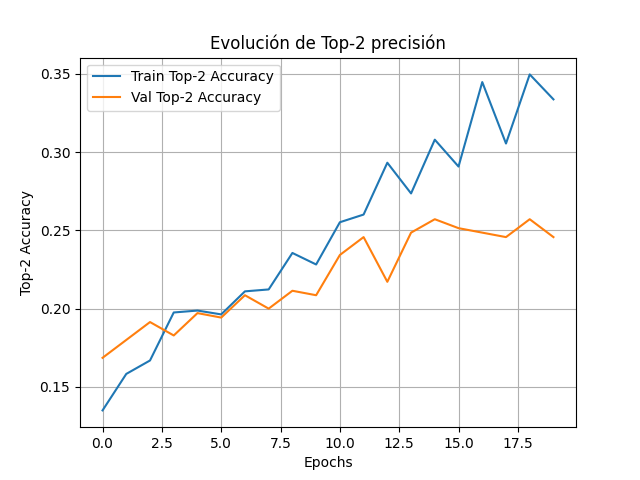 Evolución de Top-2 precisión
Train Top-2 Accuracy
Val Top-2 Accuracy
Top-2 Accuracy
0.35
0.30
0.25
0.20
0.15
0.0 2.5 5.0 7.5 10.0 12.5 15.0 17.5
Epochs